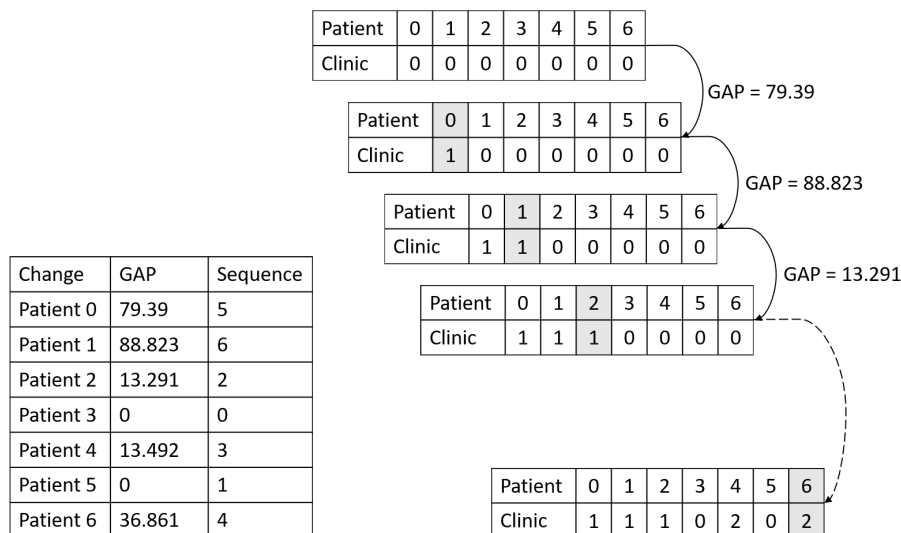 Patient 0 1 2 3 4 5 6
Clinic 0 0 0 0 0 0 0
GAP = 79.39
Patient 0 1 2 3 4 5 6
Clinic 1 0 0 0 0 0 0
GAP = 88.823
Patient 0 1 2 3 4 5 6
Clinic 1 1 0 0 0 0 0
GAP = 13.291
Patient 0 1 2 3 4 5 6
Clinic 1 1 1 0 0 0 0
Change GAP Sequence
Patient 0 79.39 5
Patient 1 88.823 6
Patient 2 13.291 2
Patient 3 0 0
Patient 4 13.492 3
Patient 5 0 1
Patient 6 36.861 4
Patient 0 1 2 3 4 5 6
Clinic 1 1 1 0 2 0 2